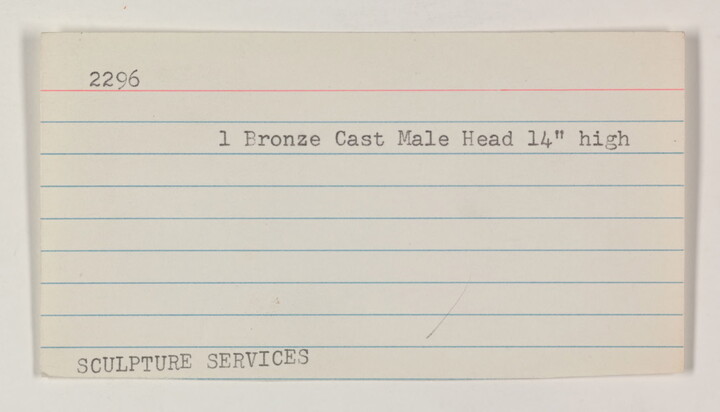 2296
1 Bronze Cast Male Head 14" high
SCULPTURE SERVICES